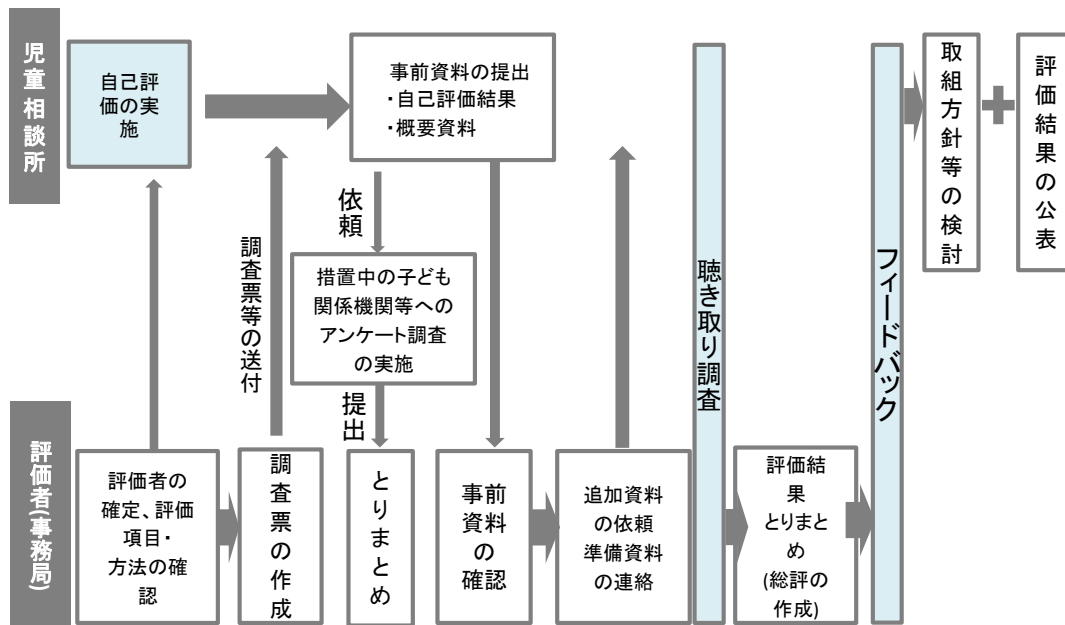 児童相談所
自己評
価の実
施
事前資料の提出
・自己評価結果
・概要資料
取組方針等の検討
評価結果の公表
調査票等の送付
依頼
措置中の子ども
関係機関等への
アンケート調査
の実施
提出
聴き取り調査
フィードバック
評価者(事務局)
評価者の
確定、評価
項目・
方法の確
認
調査票の作成
とりまとめ
事前
資料
の
確認
追加資料
の依頼
準備資料
の連絡
評価結
果
とりまと
め
(総評の
作成)